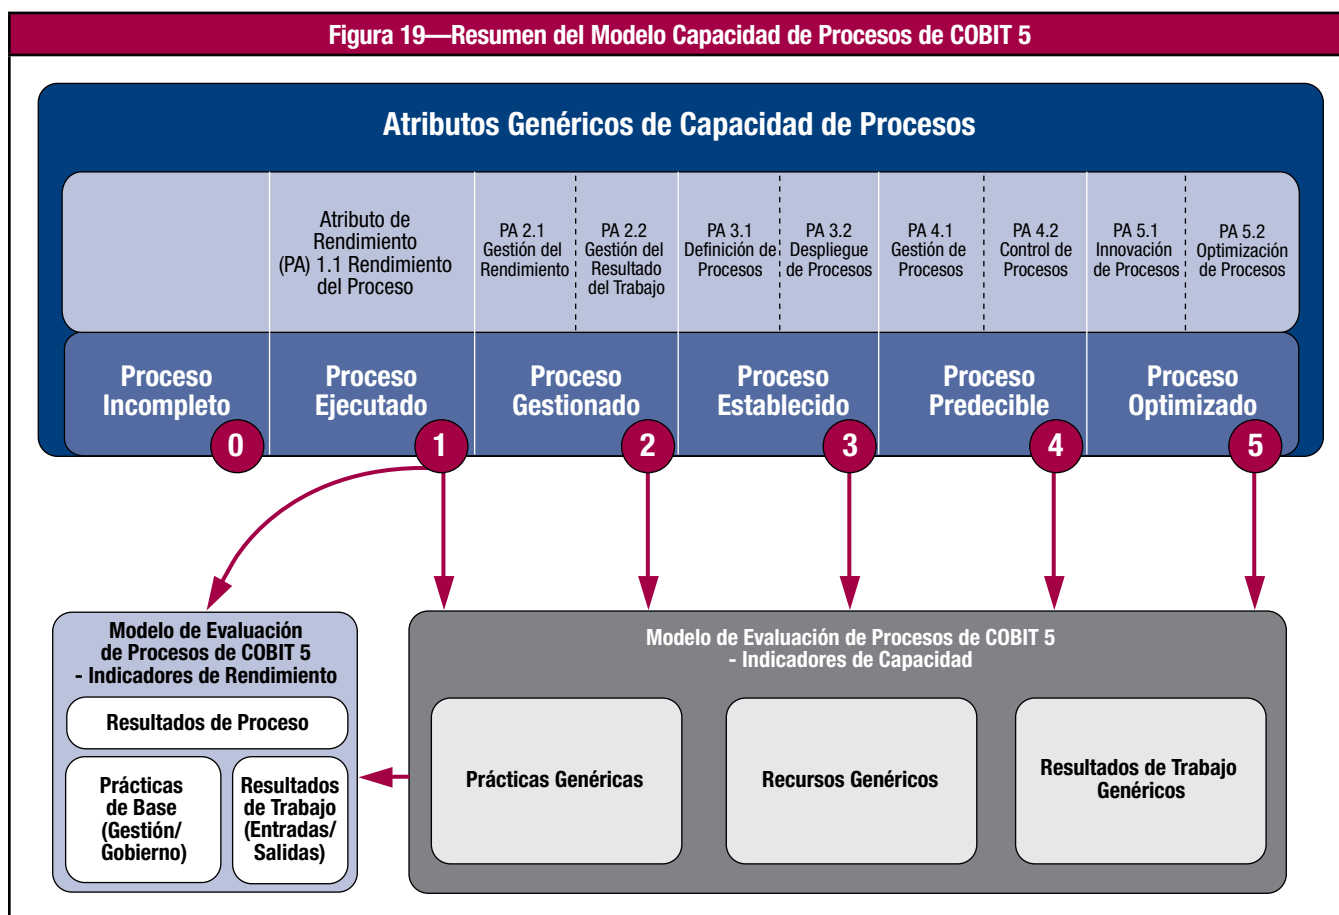 Figura 19—Resumen del Modelo Capacidad de Procesos de COBIT 5
Atributos Genéricos de Capacidad de Procesos
Atributo de
Rendimiento
(PA) 1.1 Rendimiento
del Proceso
PA 2.1
Gestión del
Rendimiento
PA 2.2
Gestión del
Resultado
del Trabajo
PA 3.1
Definición de
Procesos
PA 3.2
Despliegue
de Procesos
PA 4.1
Gestión de
Procesos
PA 4.2
Control de
Procesos
PA 5.1
Innovación
de Procesos
PA 5.2
Optimización
de Procesos
Proceso
Incompleto
0
Proceso
Ejecutado
1
Proceso
Gestionado
2
Proceso
Establecido
3
Proceso
Predecible
4
Proceso
Optimizado
5
Modelo de Evaluación
de Procesos de COBIT 5
- Indicadores de Rendimiento
Resultados de Proceso
Prácticas
de Base
(Gestión/
Gobierno)
Resultados
de Trabajo
(Entradas/
Salidas)
Modelo de Evaluación de Procesos de COBIT 5
- Indicadores de Capacidad
Prácticas Genéricas
Recursos Genéricos
Resultados de Trabajo
Genéricos